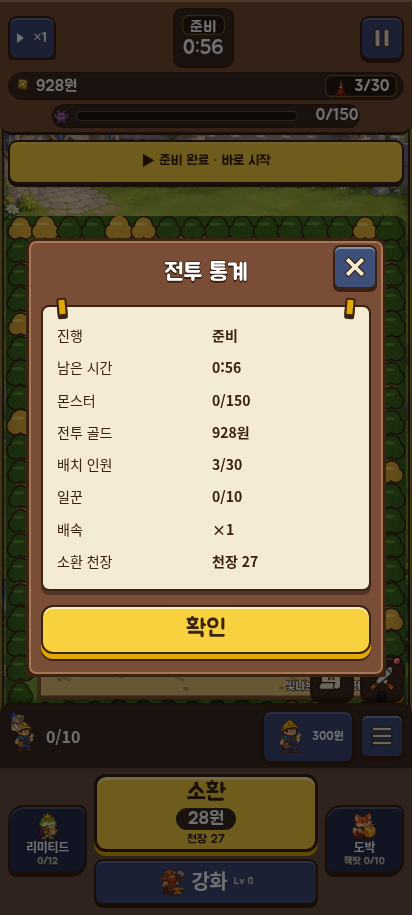 ×1
준비
0:56
928원
3/30
0/150
▶ 준비 완료 · 바로 시작
전투 통계
진행 준비
남은 시간 0:56
몬스터 0/150
전투 골드 928원
배치 인원 3/30
일꾼 0/10
배속 ×1
소환 천장 천장 27
확인
0/10
300원
소환
28원
천장 27
리미티드
0/12
도박
잭팟 0/10
강화 Lv 0